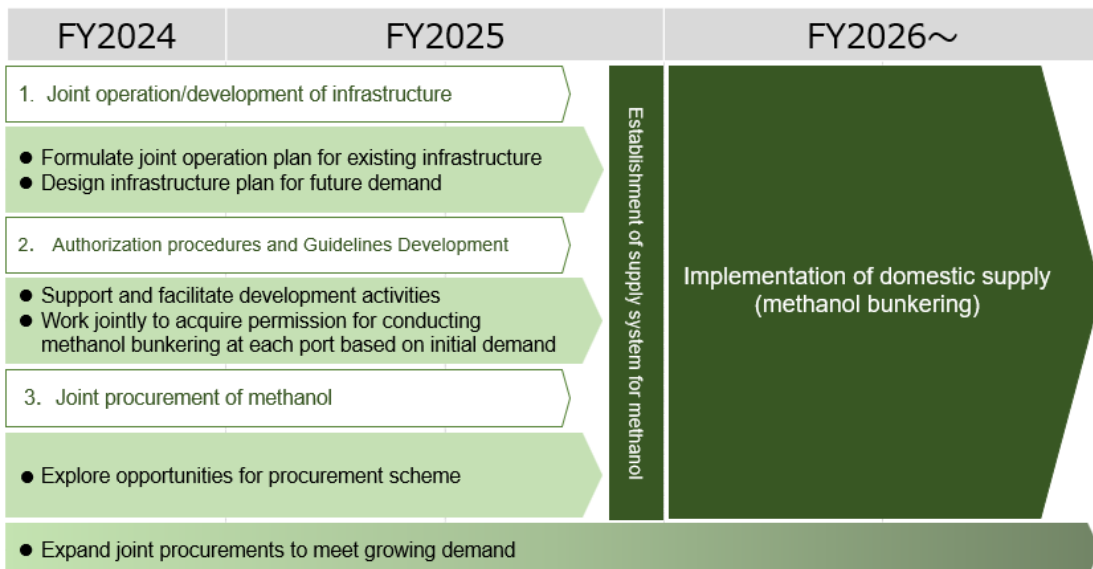 FY2024
FY2025
FY2026～
1. Joint operation/development of infrastructure
● Formulate joint operation plan for existing infrastructure
● Design infrastructure plan for future demand
2. Authorization procedures and Guidelines Development
● Support and facilitate development activities
● Work jointly to acquire permission for conducting
methanol bunkering at each port based on initial demand
3. Joint procurement of methanol
● Explore opportunities for procurement scheme
● Expand joint procurements to meet growing demand
Establishment of supply system for methanol
Implementation of domestic supply
(methanol bunkering)